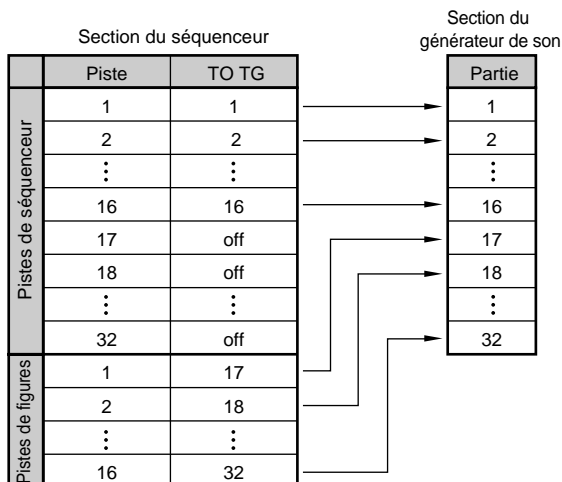 Section du séquenceur
Section du
générateur de son
Piste TO TG
Partie
Pistes de séquenceur
1 1
1
2 2
2
⋮ ⋮
⋮
16 16
16
17 off
17
18 off
18
⋮ ⋮
⋮
32 off
32
Pistes de figures
1 17
2 18
⋮ ⋮
16 32